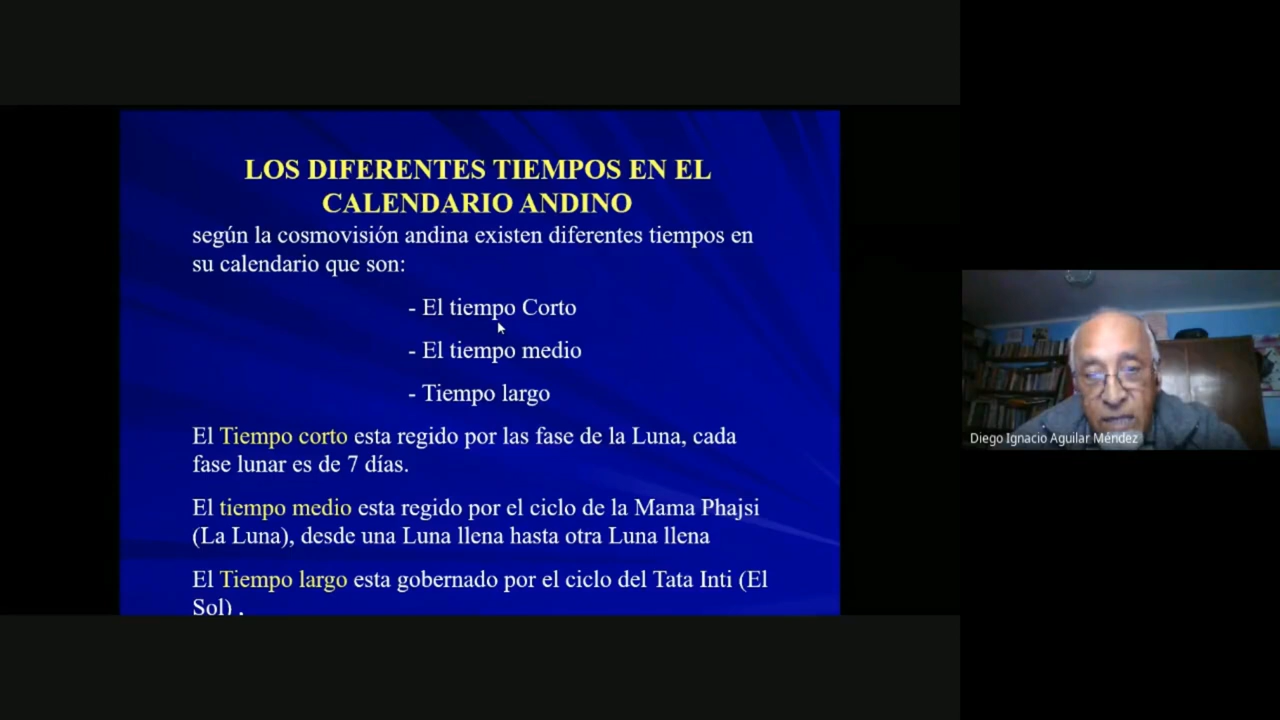 LOS DIFERENTES TIEMPOS EN EL
CALENDARIO ANDINO
según la cosmovisión andina existen diferentes tiempos en
su calendario que son:
- El tiempo Corto
- El tiempo medio
- Tiempo largo
El Tiempo corto esta regido por las fase de la Luna, cada
fase lunar es de 7 días.
El tiempo medio esta regido por el ciclo de la Mama Phajsi
(La Luna), desde una Luna llena hasta otra Luna llena
El Tiempo largo esta gobernado por el ciclo del Tata Inti (El
Sol) .
Diego Ignacio Aguilar Méndez